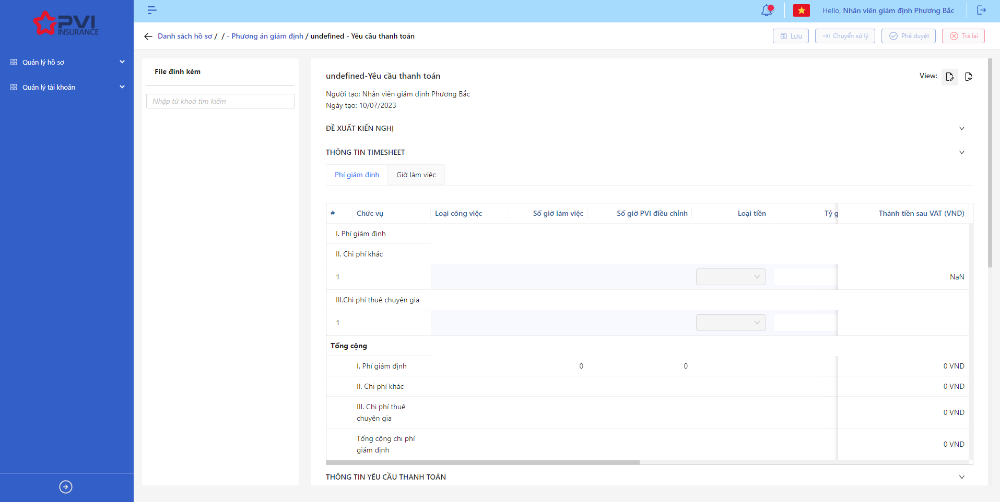 PVI
INSURANCE
Quản lý hồ sơ
Quản lý tài khoản
Hello, Nhân viên giám định Phương Bắc
Danh sách hồ sơ / / - Phương án giám định / undefined - Yêu cầu thanh toán
Lưu
Chuyển xử lý
Phê duyệt
Trả lại
File đính kèm
Nhập từ khoá tìm kiếm
undefined-Yêu cầu thanh toán
View:
Người tạo: Nhân viên giám định Phương Bắc
Ngày tạo: 10/07/2023
ĐỀ XUẤT KIẾN NGHỊ
THÔNG TIN TIMESHEET
Phí giám định
Giờ làm việc
# Chức vụ Loại công việc Số giờ làm việc Số giờ PVI điều chỉnh Loại tiền Tỷ g Thành tiền sau VAT (VND)
I. Phí giám định
II. Chi phí khác
1 NaN
III.Chi phí thuê chuyên gia
1
Tổng cộng
I. Phí giám định 0 0 0 VND
II. Chi phí khác 0 VND
III. Chi phí thuê
chuyên gia 0 VND
Tổng cộng chi phí
giám định 0 VND
THÔNG TIN YÊU CẦU THANH TOÁN